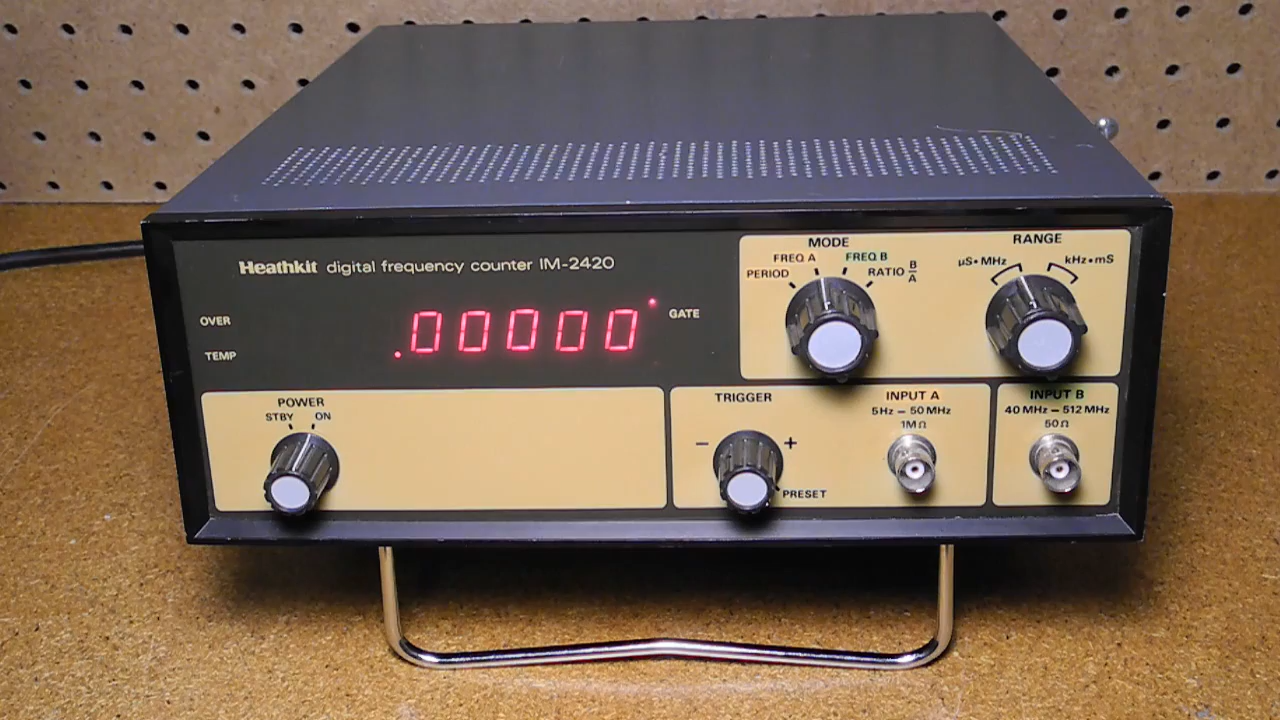 Heathkit digital frequency counter IM-2420
OVER
TEMP
.00000
GATE
MODE
PERIOD
FREQ A
FREQ B
RATIO B/A
RANGE
µS•MHz
kHz•mS
POWER
STBY
ON
TRIGGER
−
+
PRESET
INPUT A
5Hz – 50MHz
1MΩ
INPUT B
40 MHz – 512 MHz
50Ω